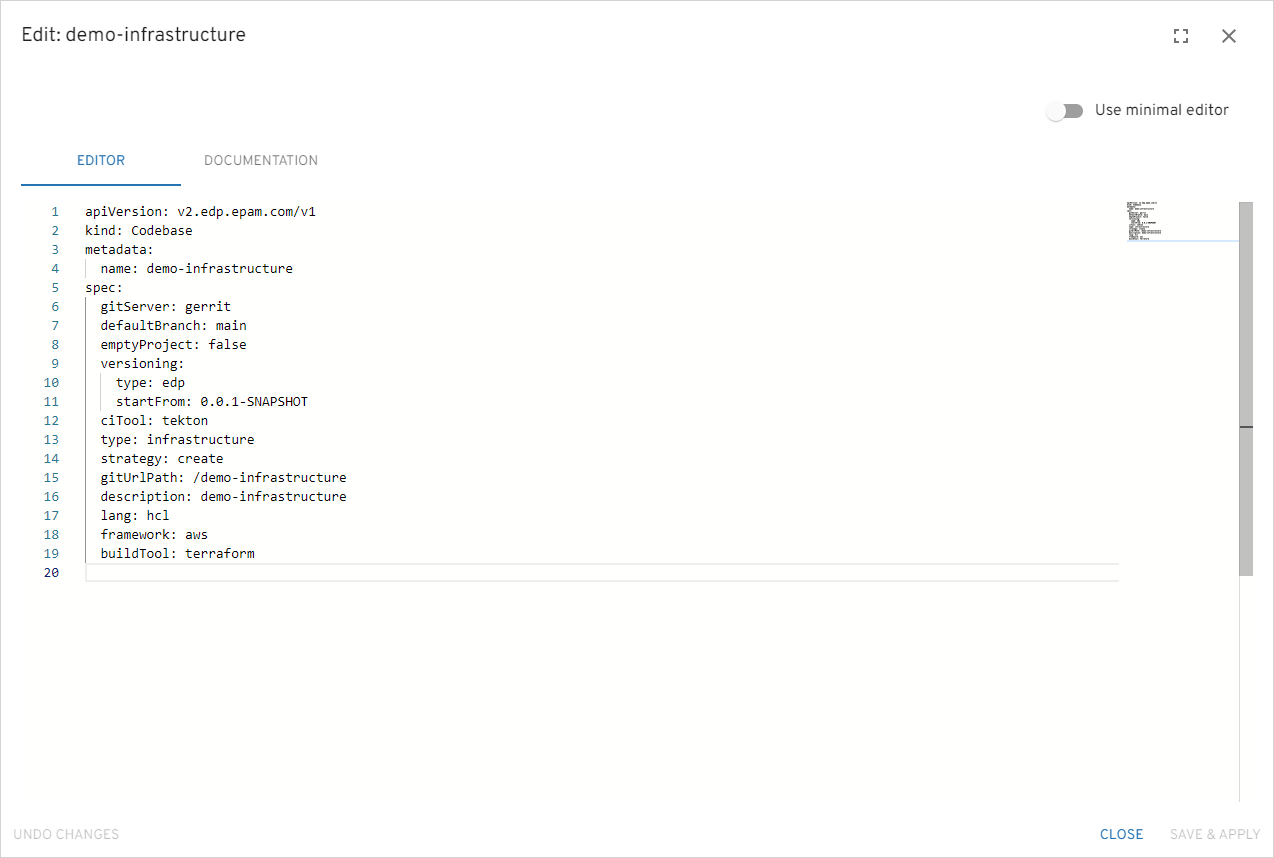 Edit: demo-infrastructure
Use minimal editor
EDITOR DOCUMENTATION
1 apiVersion: v2.edp.epam.com/v1
2 kind: Codebase
3 metadata:
4   name: demo-infrastructure
5 spec:
6   gitServer: gerrit
7   defaultBranch: main
8   emptyProject: false
9   versioning:
10     type: edp
11     startFrom: 0.0.1-SNAPSHOT
12   ciTool: tekton
13   type: infrastructure
14   strategy: create
15   gitUrlPath: /demo-infrastructure
16   description: demo-infrastructure
17   lang: hcl
18   framework: aws
19   buildTool: terraform
20
UNDO CHANGES CLOSE SAVE & APPLY